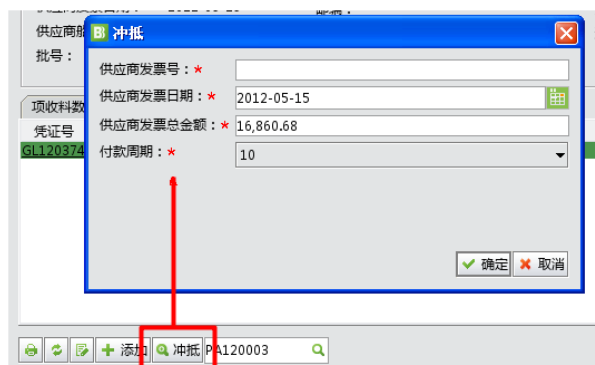 供应商
批号：
冲抵
供应商发票号：*
供应商发票日期：* 2012-05-15
供应商发票总金额：* 16,860.68
付款周期：* 10
项收料数
凭证号
GL120374
确定 取消
添加 冲抵 PA120003